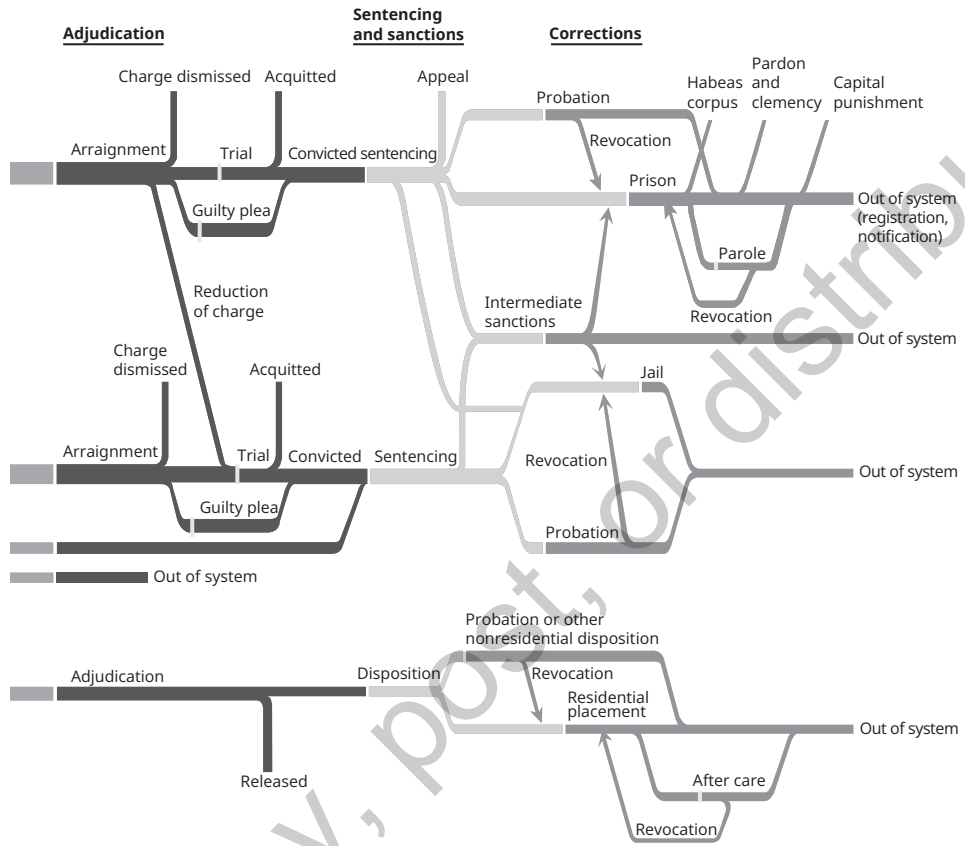 Adjudication
Sentencing
and sanctions
Corrections
Charge dismissed
Acquitted
Appeal
Probation
Habeas
corpus
Pardon
and
clemency
Capital
punishment
Arraignment
Trial
Convicted sentencing
Revocation
Prison
Guilty plea
Out of system
(registration,
notification)
Parole
Revocation
Reduction
of charge
Intermediate
sanctions
Out of system
Charge
dismissed
Acquitted
Jail
Arraignment
Trial
Convicted
Sentencing
Revocation
Out of system
Guilty plea
Probation
Out of system
Probation or other
nonresidential disposition
Adjudication
Disposition
Revocation
Residential
placement
Out of system
Released
After care
Revocation
y, post, or distribu